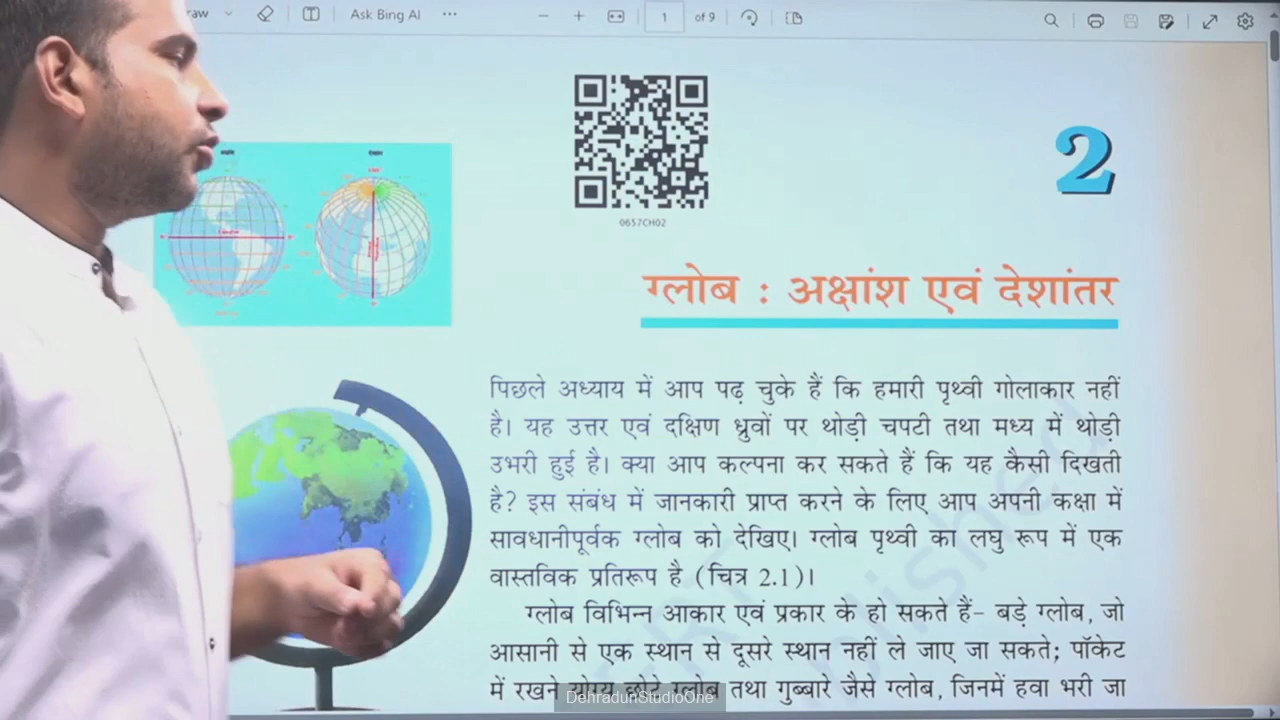 raw
Ask Bing AI
1 of 9
0657CH02
2
ग्लोब : अक्षांश एवं देशांतर
पिछले अध्याय में आप पढ़ चुके हैं कि हमारी पृथ्वी गोलाकार नहीं
है। यह उत्तर एवं दक्षिण ध्रुवों पर थोड़ी चपटी तथा मध्य में थोड़ी
उभरी हुई है। क्या आप कल्पना कर सकते हैं कि यह कैसी दिखती
है? इस संबंध में जानकारी प्राप्त करने के लिए आप अपनी कक्षा में
सावधानीपूर्वक ग्लोब को देखिए। ग्लोब पृथ्वी का लघु रूप में एक
वास्तविक प्रतिरूप है (चित्र 2.1)।
ग्लोब विभिन्न आकार एवं प्रकार के हो सकते हैं- बड़े ग्लोब, जो
आसानी से एक स्थान से दूसरे स्थान नहीं ले जाए जा सकते; पॉकेट
में रखने योग्य छोटे ग्लोब तथा गुब्बारे जैसे ग्लोब, जिनमें हवा भरी जा
DehradunStudioOne